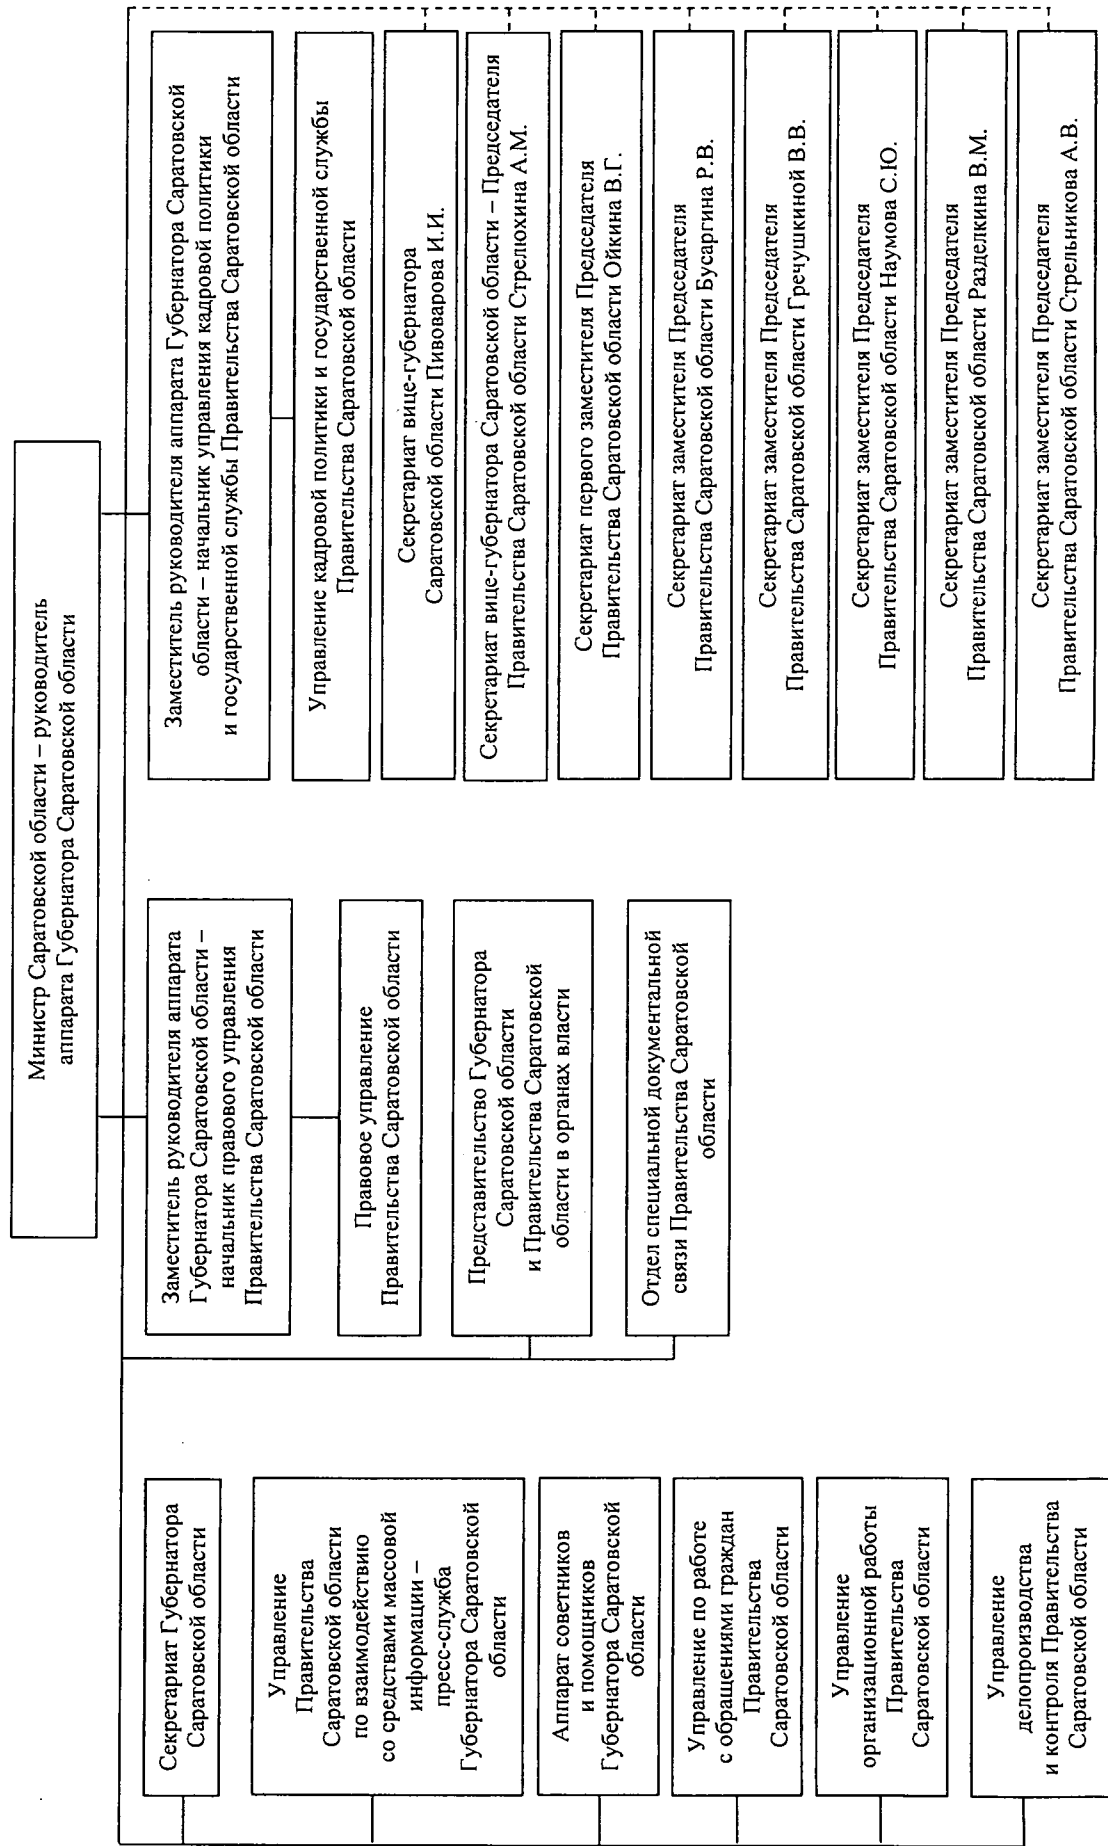 Министр Саратовской области – руководитель
аппарата Губернатора Саратовской области
Секретариат Губернатора
Саратовской области
Управление
Правительства
Саратовской области
по взаимодействию
со средствами массовой
информации –
пресс-служба
Губернатора Саратовской
области
Аппарат советников
и помощников
Губернатора Саратовской
области
Управление по работе
с обращениями граждан
Правительства
Саратовской области
Управление
организационной работы
Правительства
Саратовской области
Управление
делопроизводства
и контроля Правительства
Саратовской области
Заместитель руководителя аппарата
Губернатора Саратовской области –
начальник правового управления
Правительства Саратовской области
Правовое управление
Правительства Саратовской области
Представительство Губернатора
Саратовской области
и Правительства Саратовской
области в органах власти
Отдел специальной документальной
связи Правительства Саратовской
области
Заместитель руководителя аппарата Губернатора Саратовской
области – начальник управления кадровой политики
и государственной службы Правительства Саратовской области
Управление кадровой политики и государственной службы
Правительства Саратовской области
Секретариат вице-губернатора
Саратовской области Пивоварова И.И.
Секретариат вице-губернатора Саратовской области – Председателя
Правительства Саратовской области Стрелюхина А.М.
Секретариат первого заместителя Председателя
Правительства Саратовской области Ойкина В.Г.
Секретариат заместителя Председателя
Правительства Саратовской области Бусаргина Р.В.
Секретариат заместителя Председателя
Правительства Саратовской области Гречушкиной В.В.
Секретариат заместителя Председателя
Правительства Саратовской области Наумова С.Ю.
Секретариат заместителя Председателя
Правительства Саратовской области Разделкина В.М.
Секретариат заместителя Председателя
Правительства Саратовской области Стрельникова А.В.